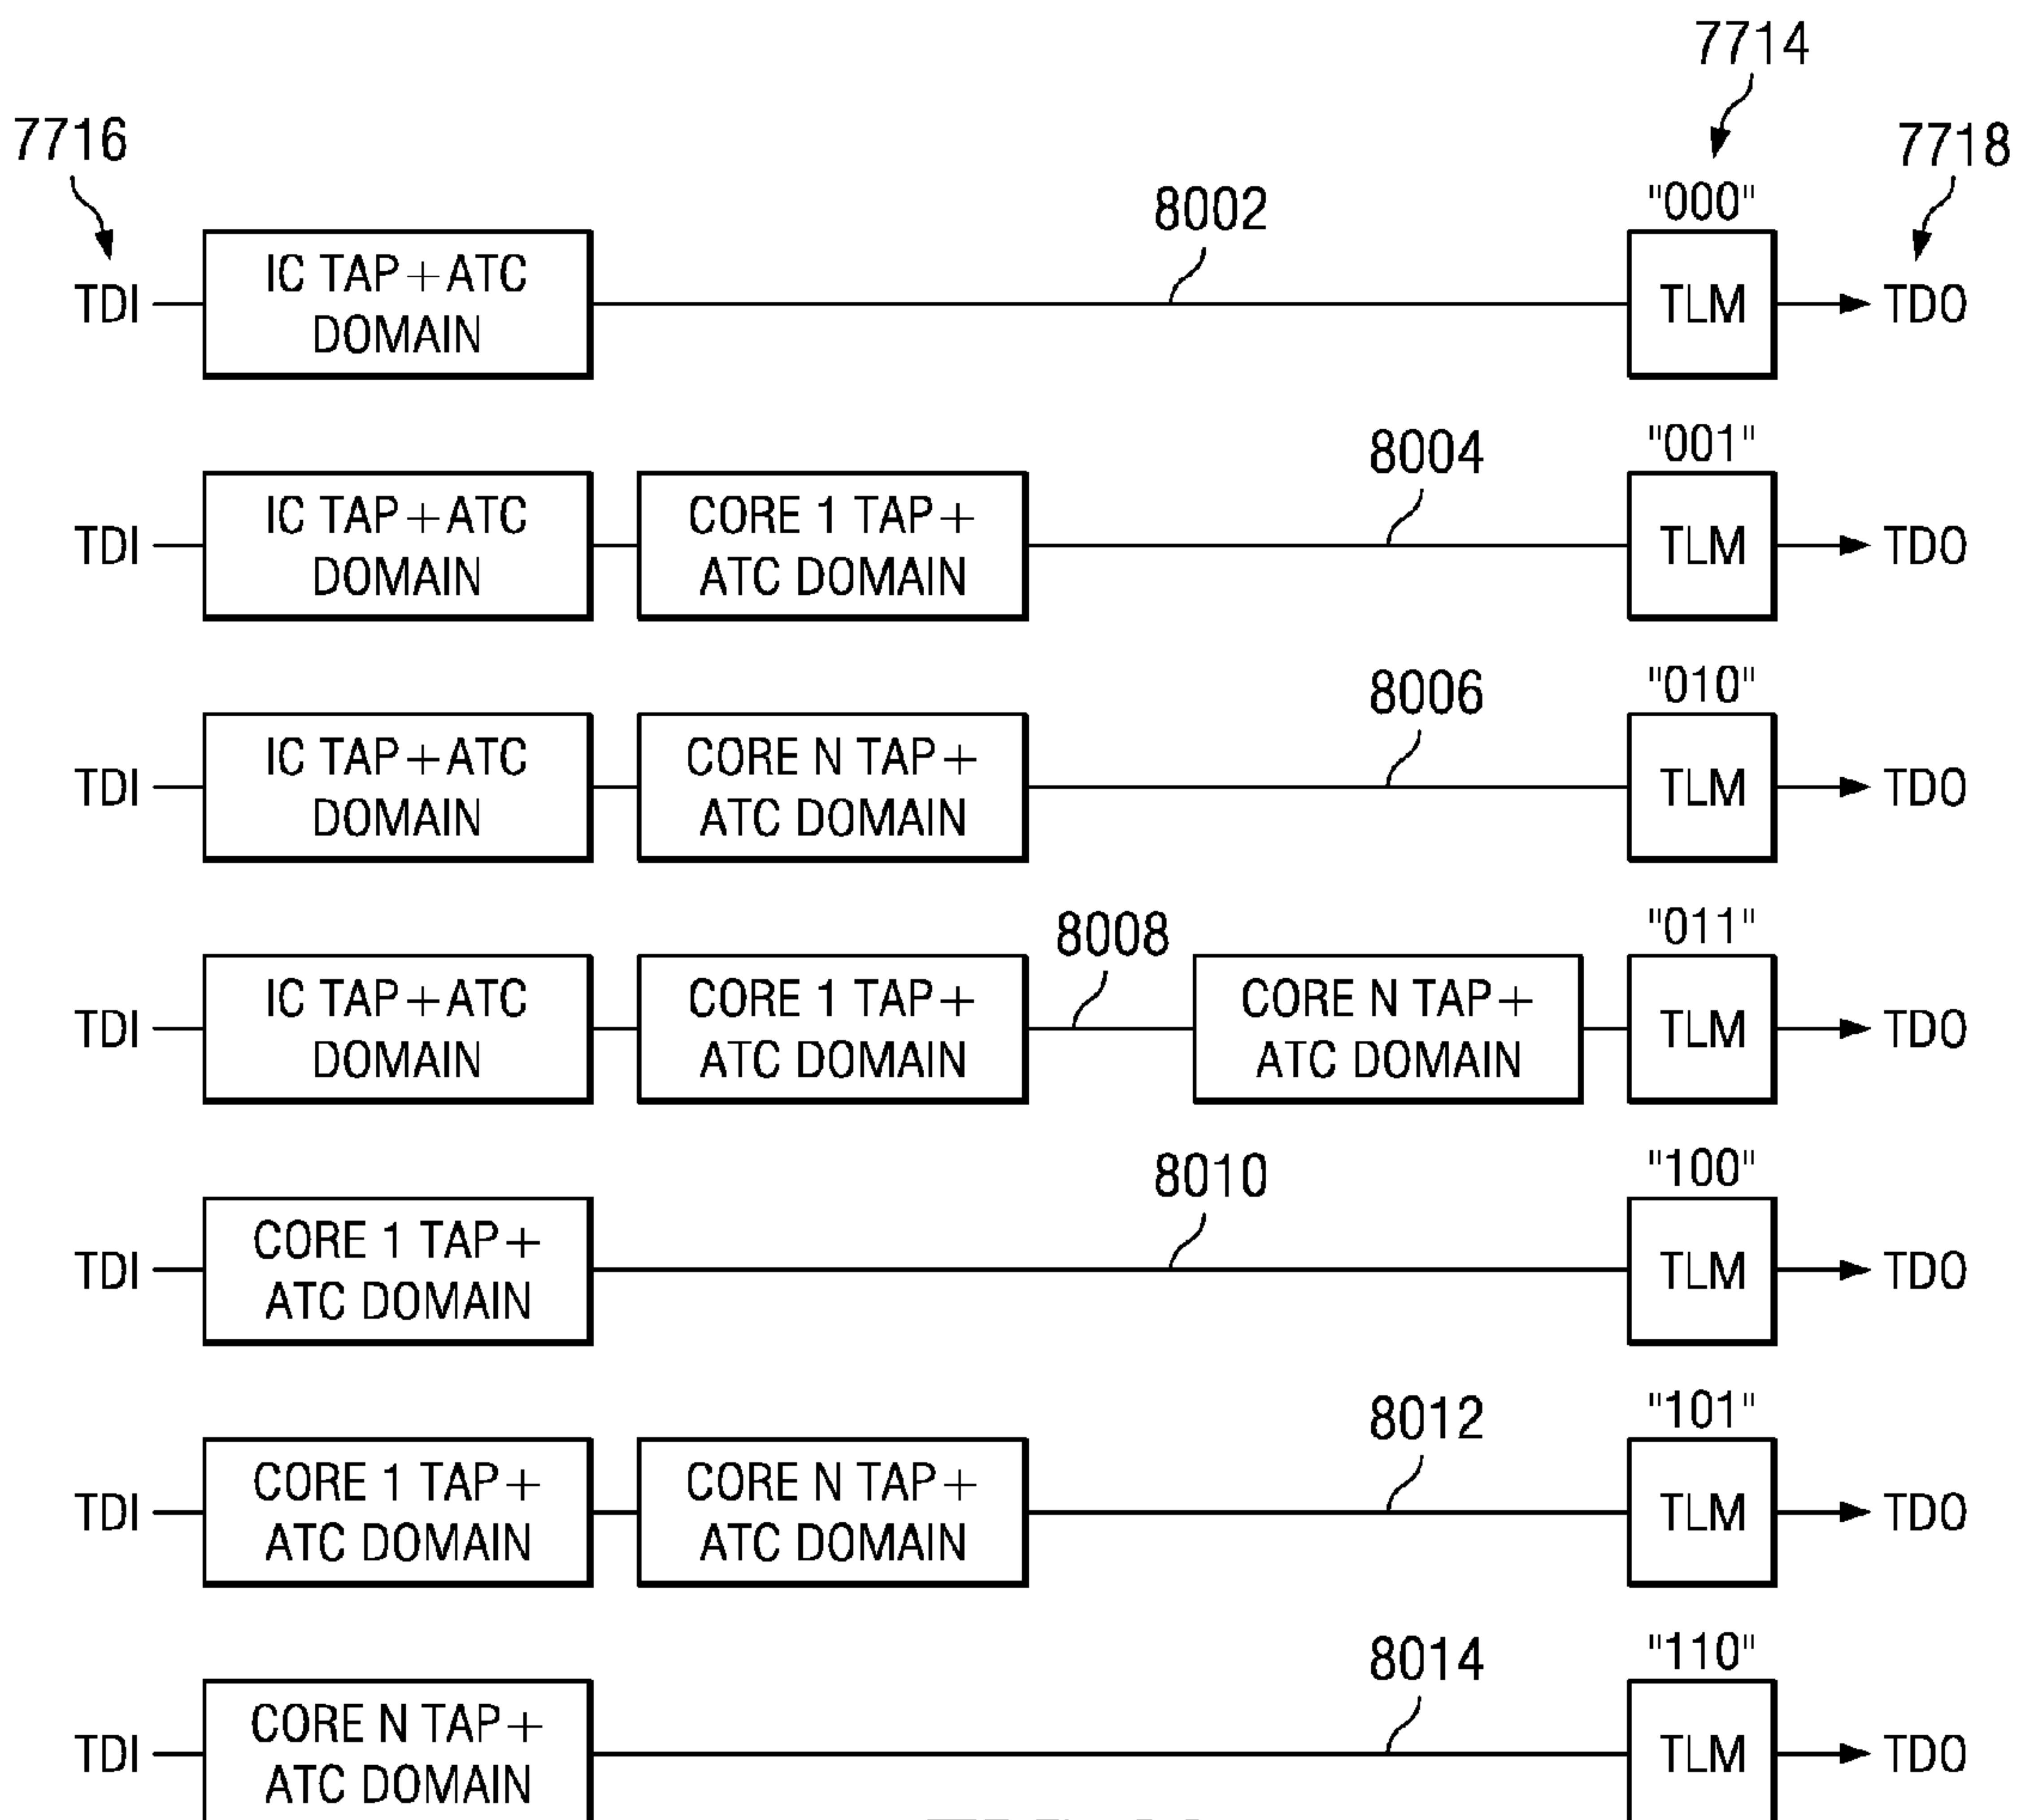 7714
7716
7718
8002
"000"
TDI
IC TAP+ATC
DOMAIN
TLM
TDO
8004
"001"
TDI
IC TAP+ATC
DOMAIN
CORE 1 TAP+
ATC DOMAIN
TLM
TDO
8006
"010"
TDI
IC TAP+ATC
DOMAIN
CORE N TAP+
ATC DOMAIN
TLM
TDO
8008
"011"
TDI
IC TAP+ATC
DOMAIN
CORE 1 TAP+
ATC DOMAIN
CORE N TAP+
ATC DOMAIN
TLM
TDO
8010
"100"
TDI
CORE 1 TAP+
ATC DOMAIN
TLM
TDO
8012
"101"
TDI
CORE 1 TAP+
ATC DOMAIN
CORE N TAP+
ATC DOMAIN
TLM
TDO
8014
"110"
TDI
CORE N TAP+
ATC DOMAIN
TLM
TDO